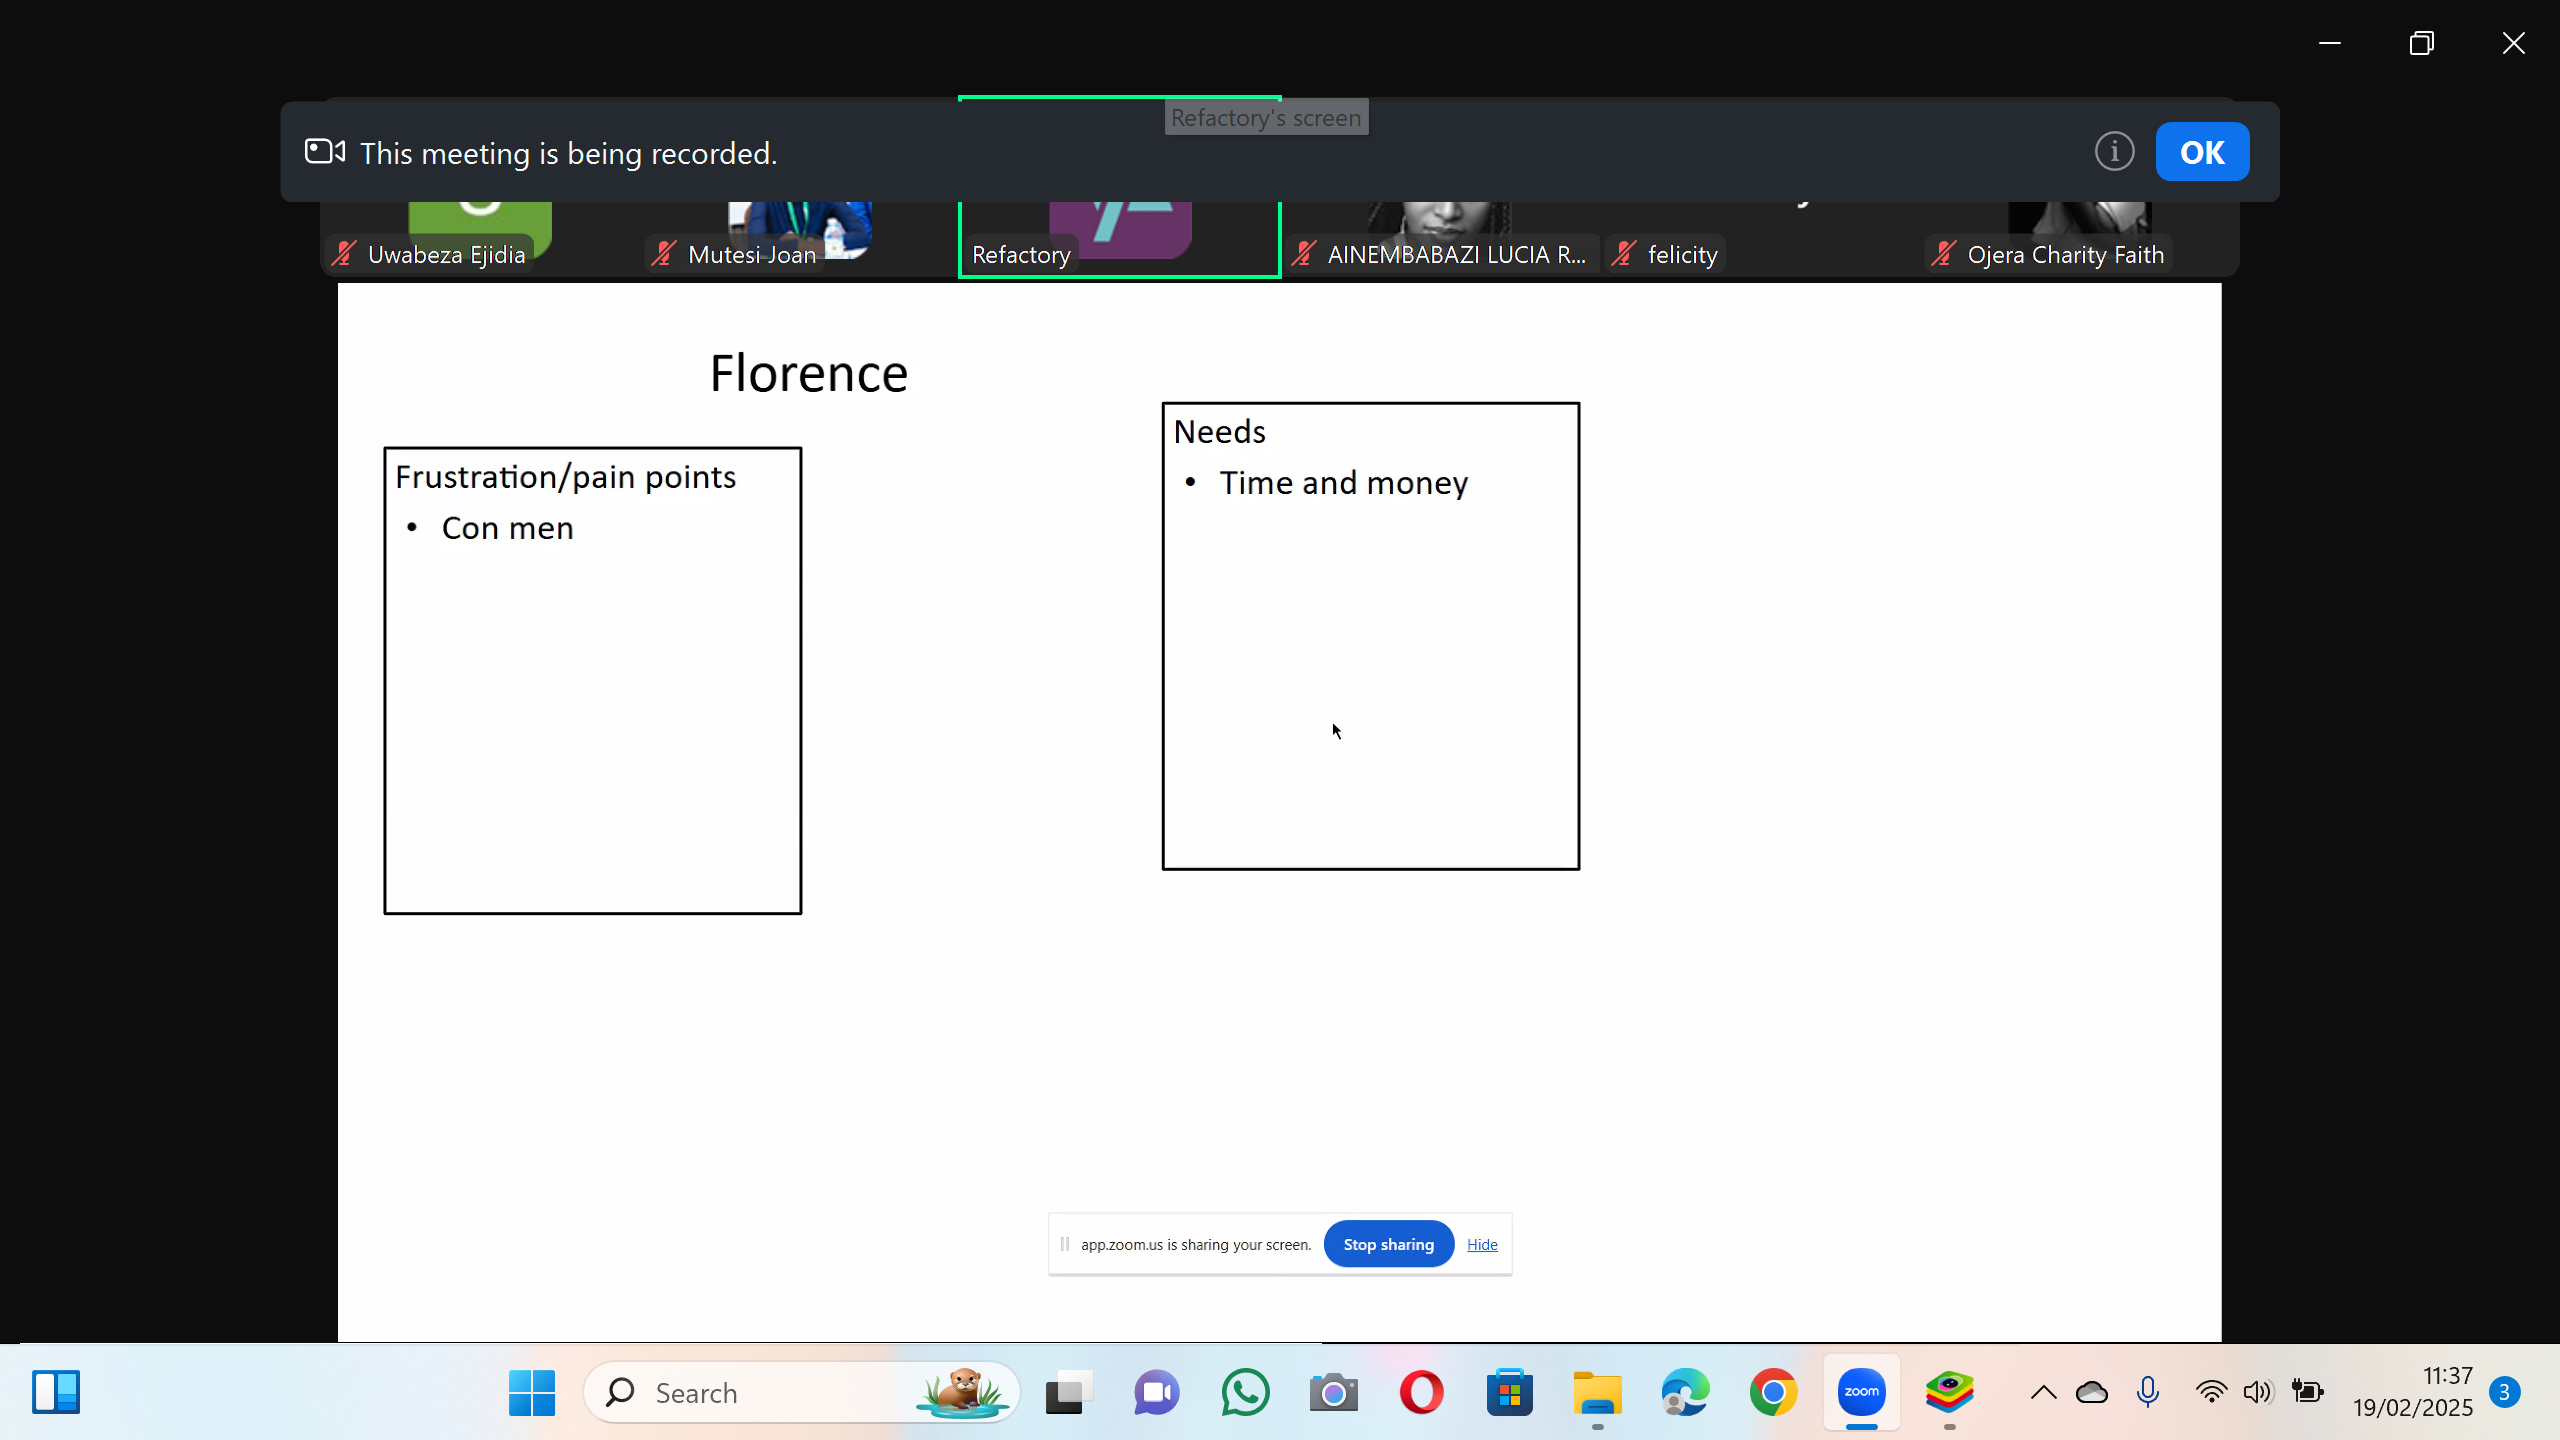 Refactory's screen
This meeting is being recorded.
OK
Uwabeza Ejidia
Mutesi Joan
Refactory
AINEMBABAZI LUCIA R...
felicity
Ojera Charity Faith
Florence
Needs
• Time and money
Frustration/pain points
• Con men
app.zoom.us is sharing your screen.
Stop sharing
Hide
Search
zoom
11:37
19/02/2025
3